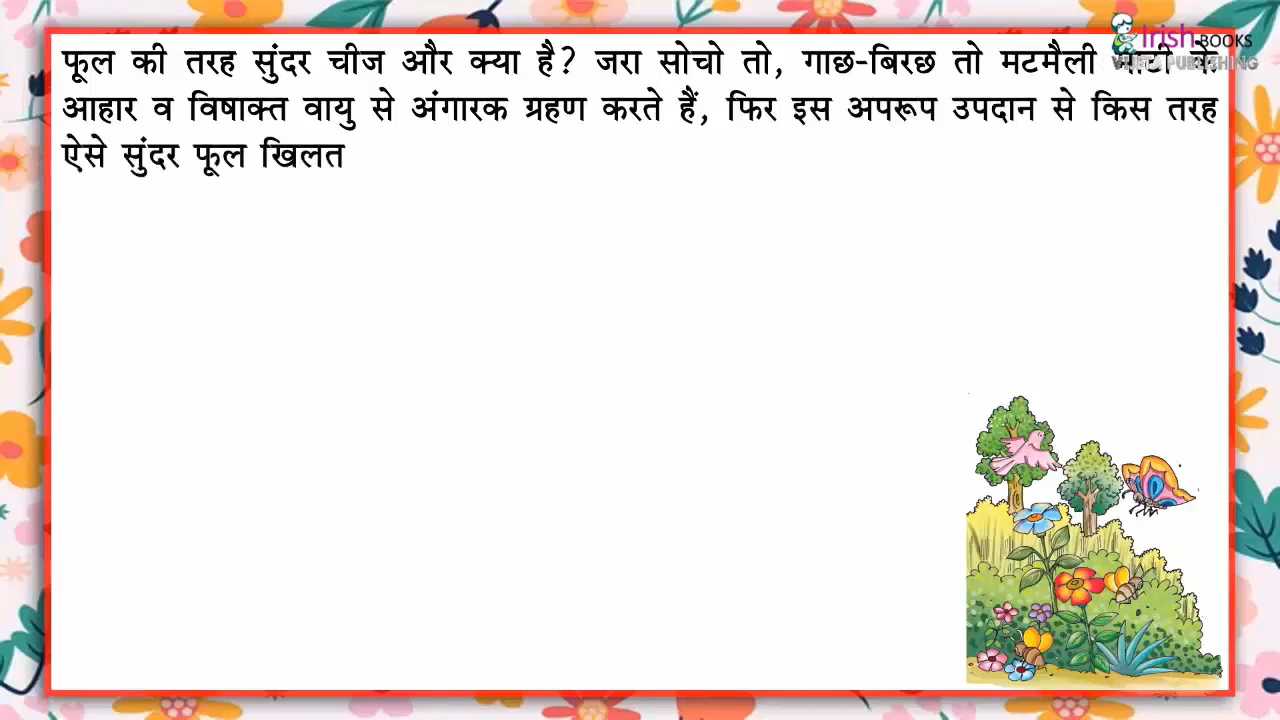 Irish BOOKS
फूल की तरह सुंदर चीज और क्या है? जरा सोचो तो, गाछ-बिरछ तो मटमैली के
आहार व विषाक्त वायु से अंगारक ग्रहण करते हैं, फिर इस अपरूप उपदान से किस तरह
ऐसे सुंदर फूल खिलत